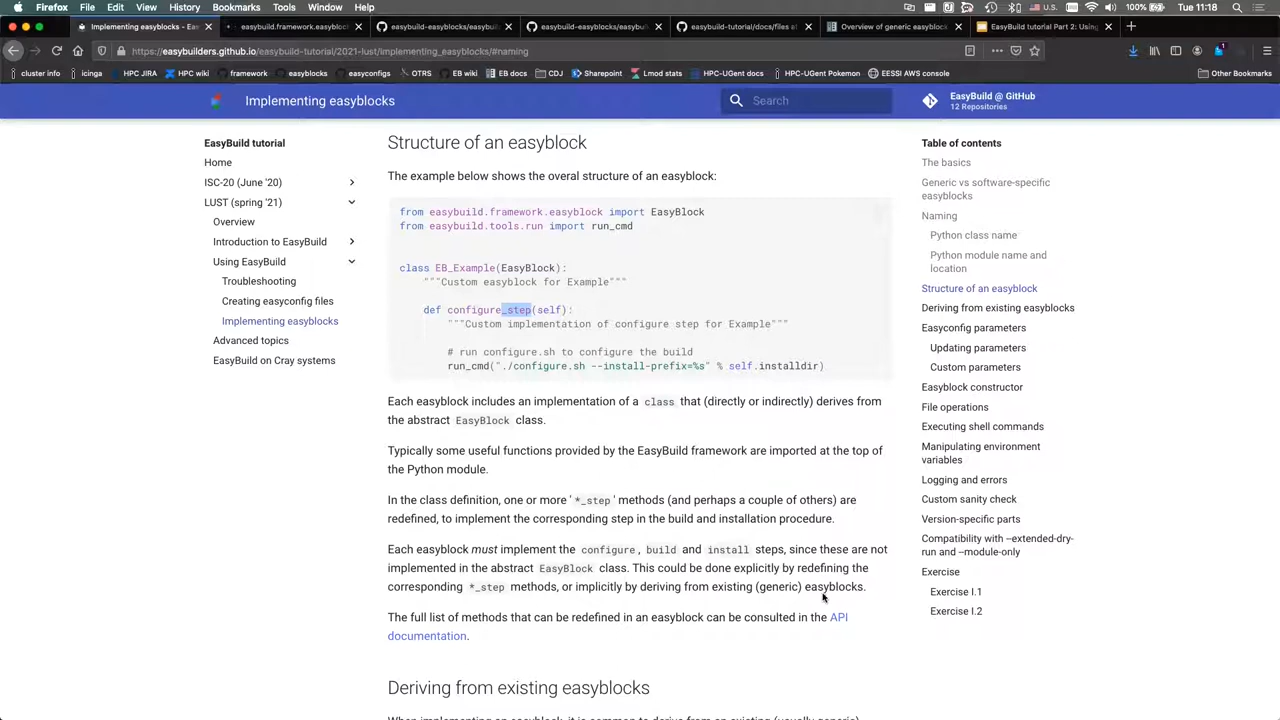 Firefox File Edit View History Bookmarks Tools Window Help 100% Tue 11:18
Implementing easyblocks - Eas
easybuild.framework.easyblock
easybuild-easyblocks/easybu
easybuild-easyblocks/easybu
easybuild-tutorial/docs/files at
Overview of generic easyblock
EasyBuild tutorial Part 2: Using
https://easybuilders.github.io/easybuild-tutorial/2021-lust/implementing_easyblocks/#naming
cluster info icinga HPC JIRA HPC wiki framework easyblocks easyconfigs OTRS EB wiki EB docs CDJ Sharepoint Lmod stats HPC-UGent docs HPC-UGent Pokemon EESSI AWS console Other Bookmarks
Implementing easyblocks
Search
EasyBuild @ GitHub
12 Repositories
EasyBuild tutorial
Home
ISC-20 (June '20)
LUST (spring '21)
Overview
Introduction to EasyBuild
Using EasyBuild
Troubleshooting
Creating easyconfig files
Implementing easyblocks
Advanced topics
EasyBuild on Cray systems
Structure of an easyblock
The example below shows the overal structure of an easyblock:
from easybuild.framework.easyblock import EasyBlock
from easybuild.tools.run import run_cmd
class EB_Example(EasyBlock):
"""Custom easyblock for Example"""
def configure_step(self):
"""Custom implementation of configure step for Example"""
# run configure.sh to configure the build
run_cmd("./configure.sh --install-prefix=%s" % self.installdir)
Each easyblock includes an implementation of a class that (directly or indirectly) derives from
the abstract EasyBlock class.
Typically some useful functions provided by the EasyBuild framework are imported at the top of
the Python module.
In the class definition, one or more '*_step' methods (and perhaps a couple of others) are
redefined, to implement the corresponding step in the build and installation procedure.
Each easyblock must implement the configure, build and install steps, since these are not
implemented in the abstract EasyBlock class. This could be done explicitly by redefining the
corresponding *_step methods, or implicitly by deriving from existing (generic) easyblocks.
The full list of methods that can be redefined in an easyblock can be consulted in the API
documentation.
Deriving from existing easyblocks
Table of contents
The basics
Generic vs software-specific
easyblocks
Naming
Python class name
Python module name and
location
Structure of an easyblock
Deriving from existing easyblocks
Easyconfig parameters
Updating parameters
Custom parameters
Easyblock constructor
File operations
Executing shell commands
Manipulating environment
variables
Logging and errors
Custom sanity check
Version-specific parts
Compatibility with --extended-dry-
run and --module-only
Exercise
Exercise I.1
Exercise I.2